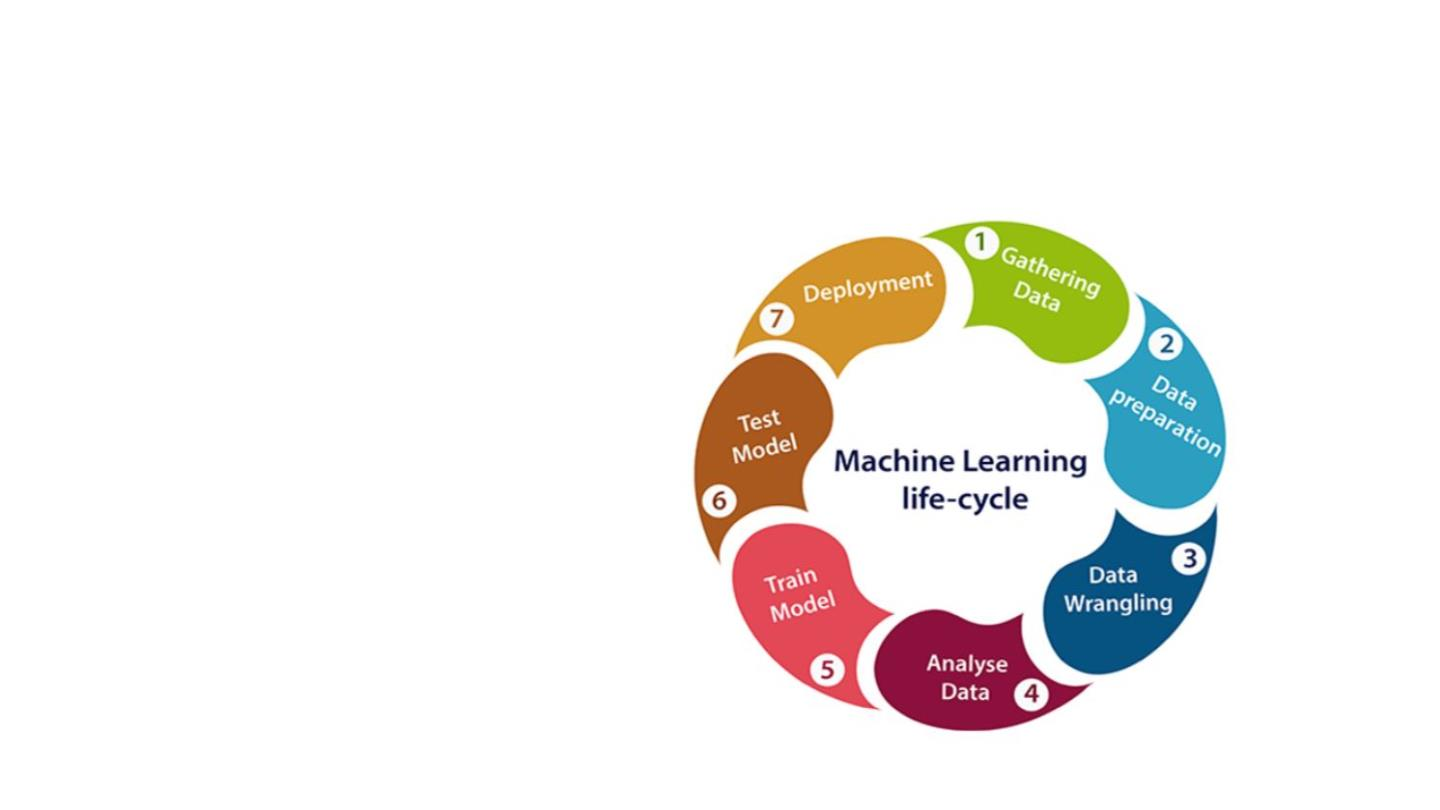 Machine Learning
life-cycle
1
Gathering
Data
2
Data
preparation
3
Data
Wrangling
Analyse
Data
4
Train
Model
5
Test
Model
6
Deployment
7